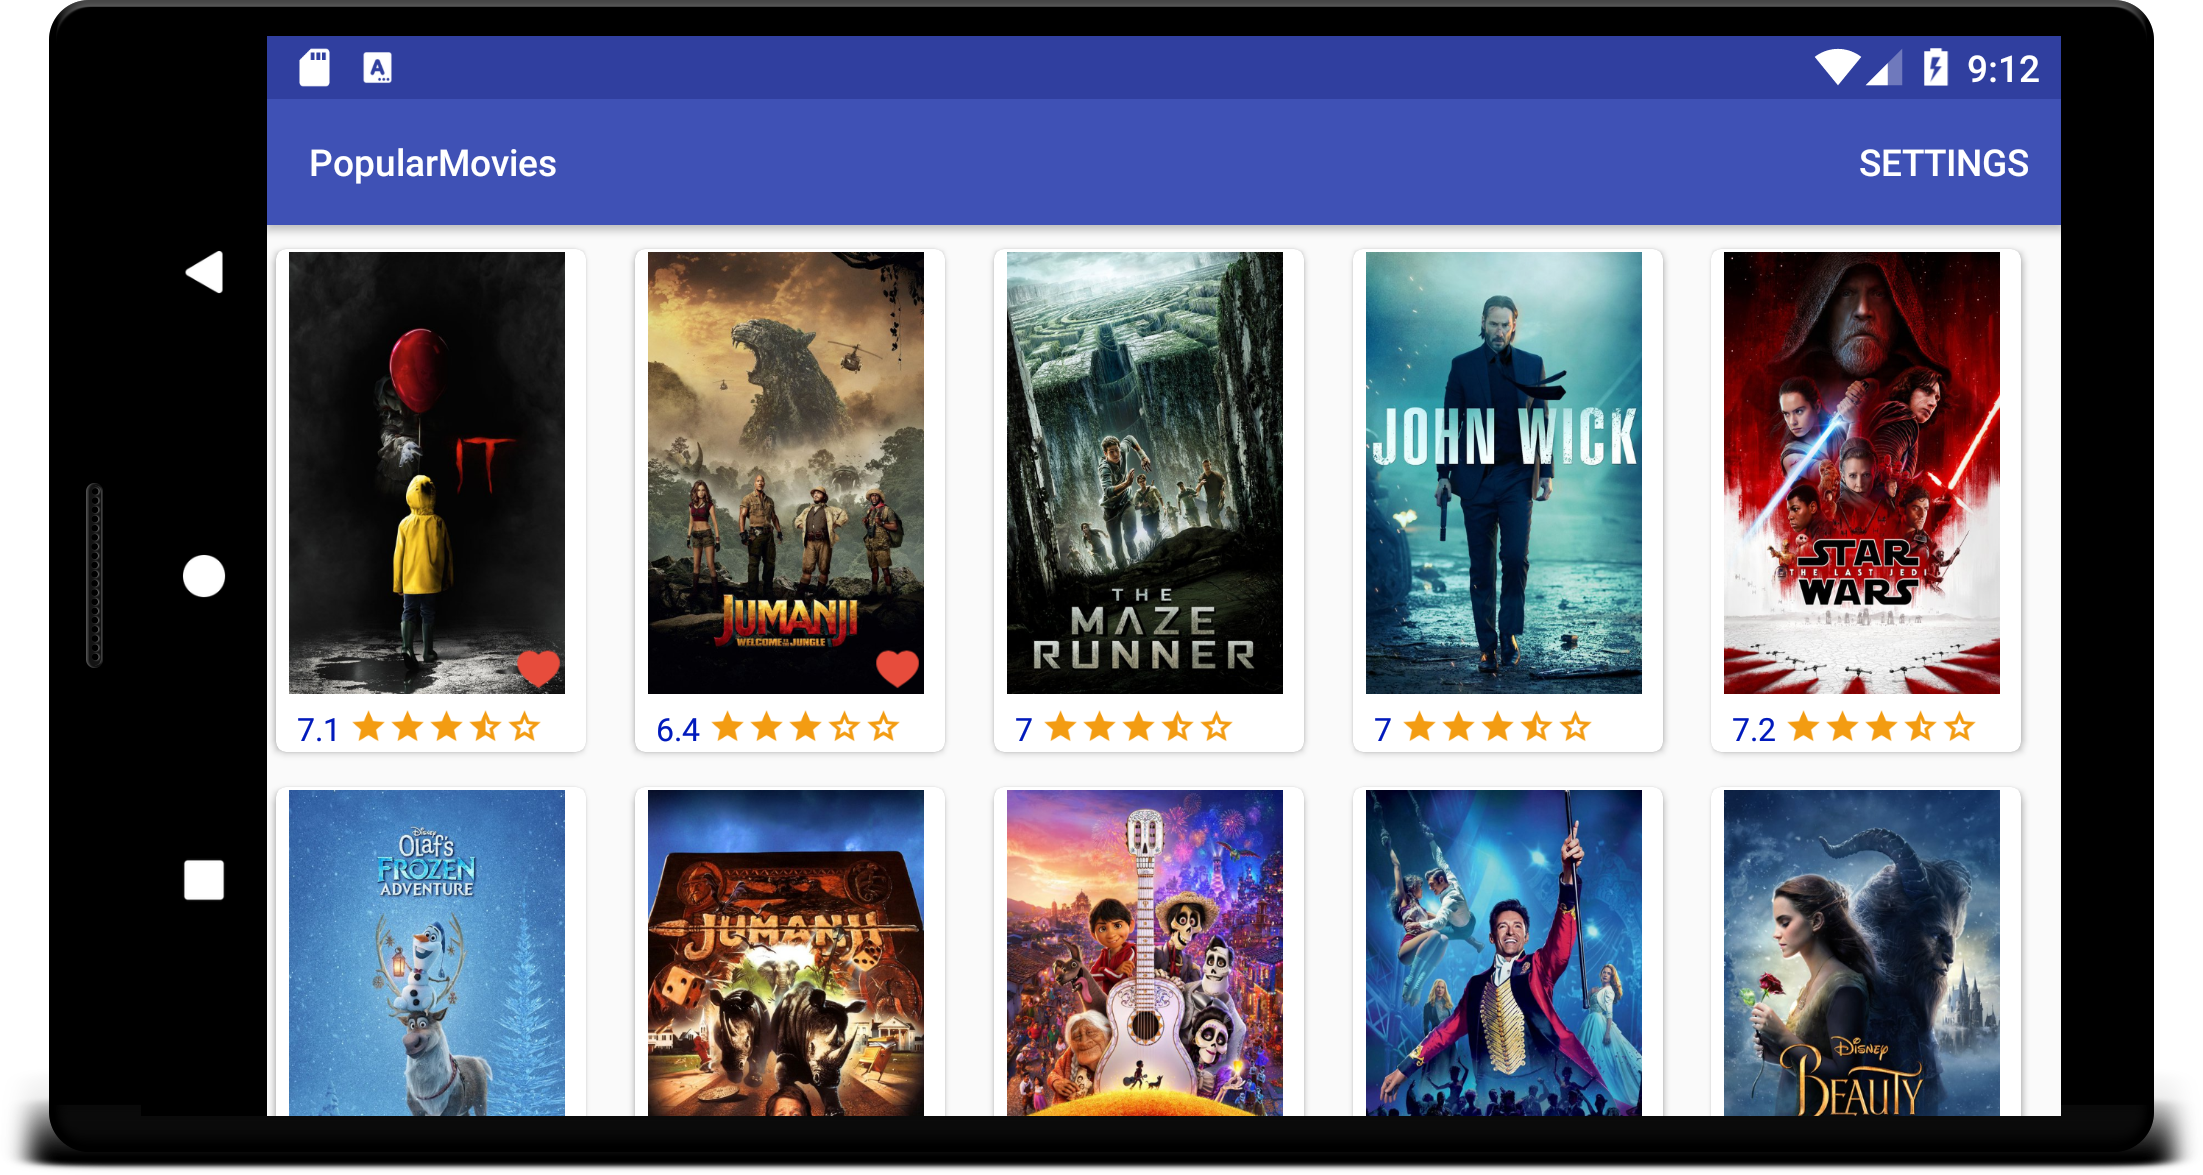 A
9:12
PopularMovies
SETTINGS
IT
JUMANJI
WELCOME TO THE JUNGLE
THE
MAZE
RUNNER
JOHN WICK
STAR
THE LAST JEDI
WARS
7.1
6.4
7
7
7.2
Disney
Olaf's
FROZEN
ADVENTURE
JUMANJI
Disney
BEAUTY